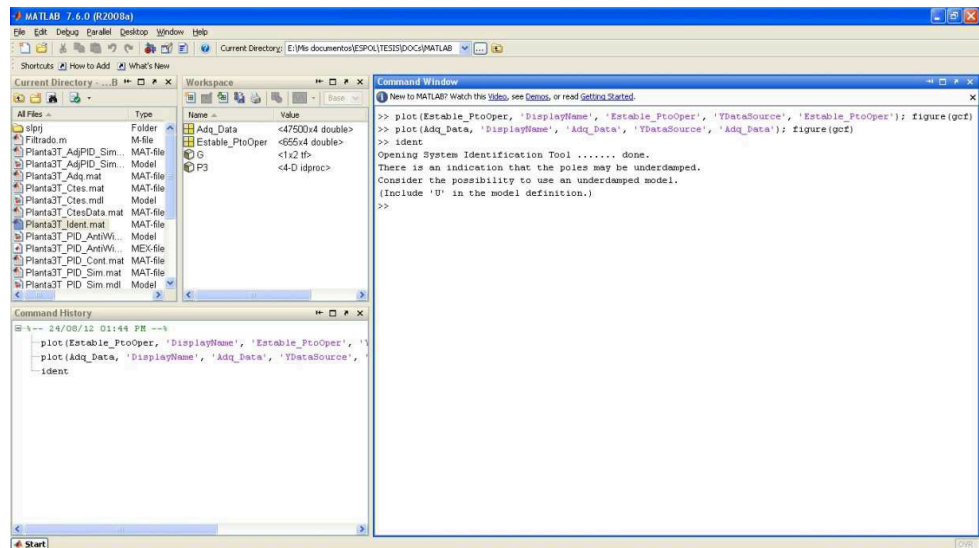 MATLAB 7.6.0 (R2008a)
File Edit Debug Parallel Desktop Window Help
Current Directory: E:\Mis documentos\ESPOL\TESIS\DOCs\MATLAB
Shortcuts How to Add What's New
Current Directory - ...B
All Files Type
slprj Folder
Filtrado.m M-file
Planta3T_AdjPID_Sim... MAT-file
Planta3T_AdjPID_Sim... Model
Planta3T_Adq.mat MAT-file
Planta3T_Ctes.mat MAT-file
Planta3T_Ctes.mdl Model
Planta3T_CtesData.mat MAT-file
Planta3T_Ident.mat MAT-file
Planta3T_PID_AntiWi... Model
Planta3T_PID_AntiWi... MEX-file
Planta3T_PID_Cont.mat MAT-file
Planta3T_PID_Sim.mat MAT-file
Planta3T_PID_Sim.mdl Model
Workspace
Base
Name Value
Adq_Data <47500x4 double>
Estable_PtoOper <655x4 double>
G <1x2 tf>
P3 <4-D idproc>
Command History
%-- 24/08/12 01:44 PM --%
plot(Estable_PtoOper, 'DisplayName', 'Estable_PtoOper', 'Y
plot(Adq_Data, 'DisplayName', 'Adq_Data', 'YDataSource', '
ident
Command Window
New to MATLAB? Watch this Video, see Demos, or read Getting Started.
>> plot(Estable_PtoOper, 'DisplayName', 'Estable_PtoOper', 'YDataSource', 'Estable_PtoOper'); figure(gcf)
>> plot(Adq_Data, 'DisplayName', 'Adq_Data', 'YDataSource', 'Adq_Data'); figure(gcf)
>> ident
Opening System Identification Tool ....... done.
There is an indication that the poles may be underdamped.
Consider the possibility to use an underdamped model.
(Include 'U' in the model definition.)
>>
Start
OVR